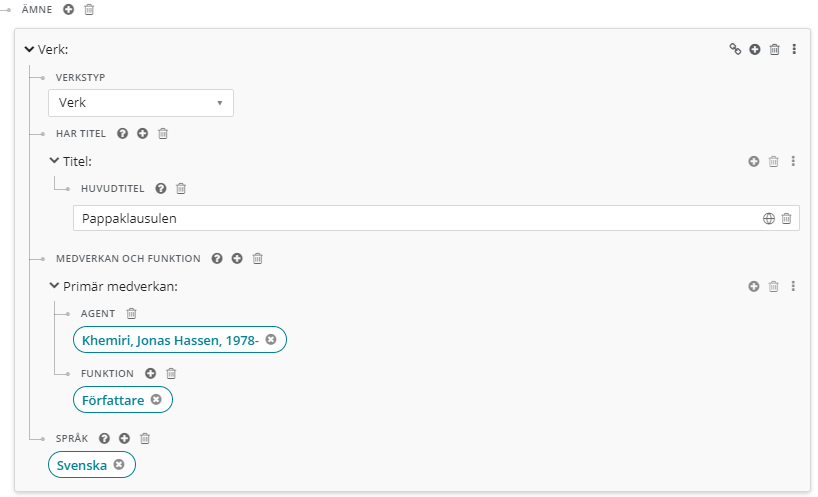 ÄMNE
Verk:
VERKSTYP
Verk
HAR TITEL
Titel:
HUVUDTITEL
Pappaklausulen
MEDVERKAN OCH FUNKTION
Primär medverkan:
AGENT
Khemiri, Jonas Hassen, 1978-
FUNKTION
Författare
SPRÅK
Svenska